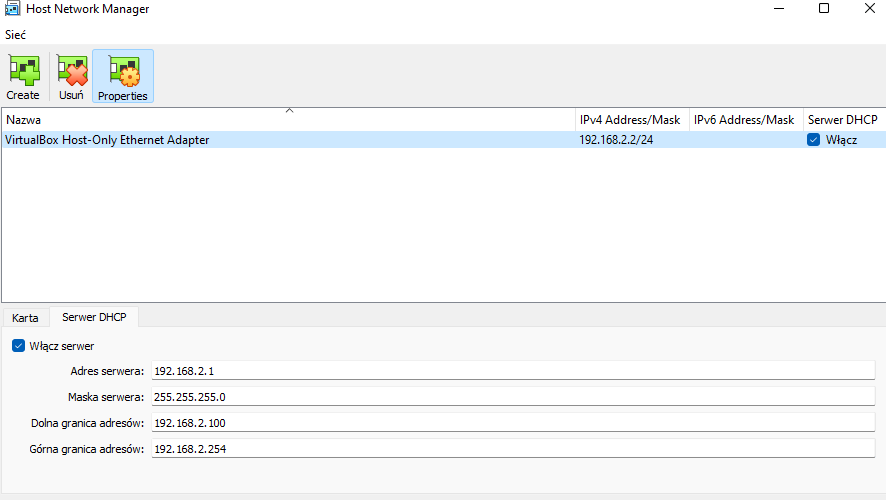 Host Network Manager
Sieć
Create Usuń Properties
Nazwa IPv4 Address/Mask IPv6 Address/Mask Serwer DHCP
VirtualBox Host-Only Ethernet Adapter 192.168.2.2/24 Włącz
Karta Serwer DHCP
Włącz serwer
Adres serwera: 192.168.2.1
Maska serwera: 255.255.255.0
Dolna granica adresów: 192.168.2.100
Górna granica adresów: 192.168.2.254